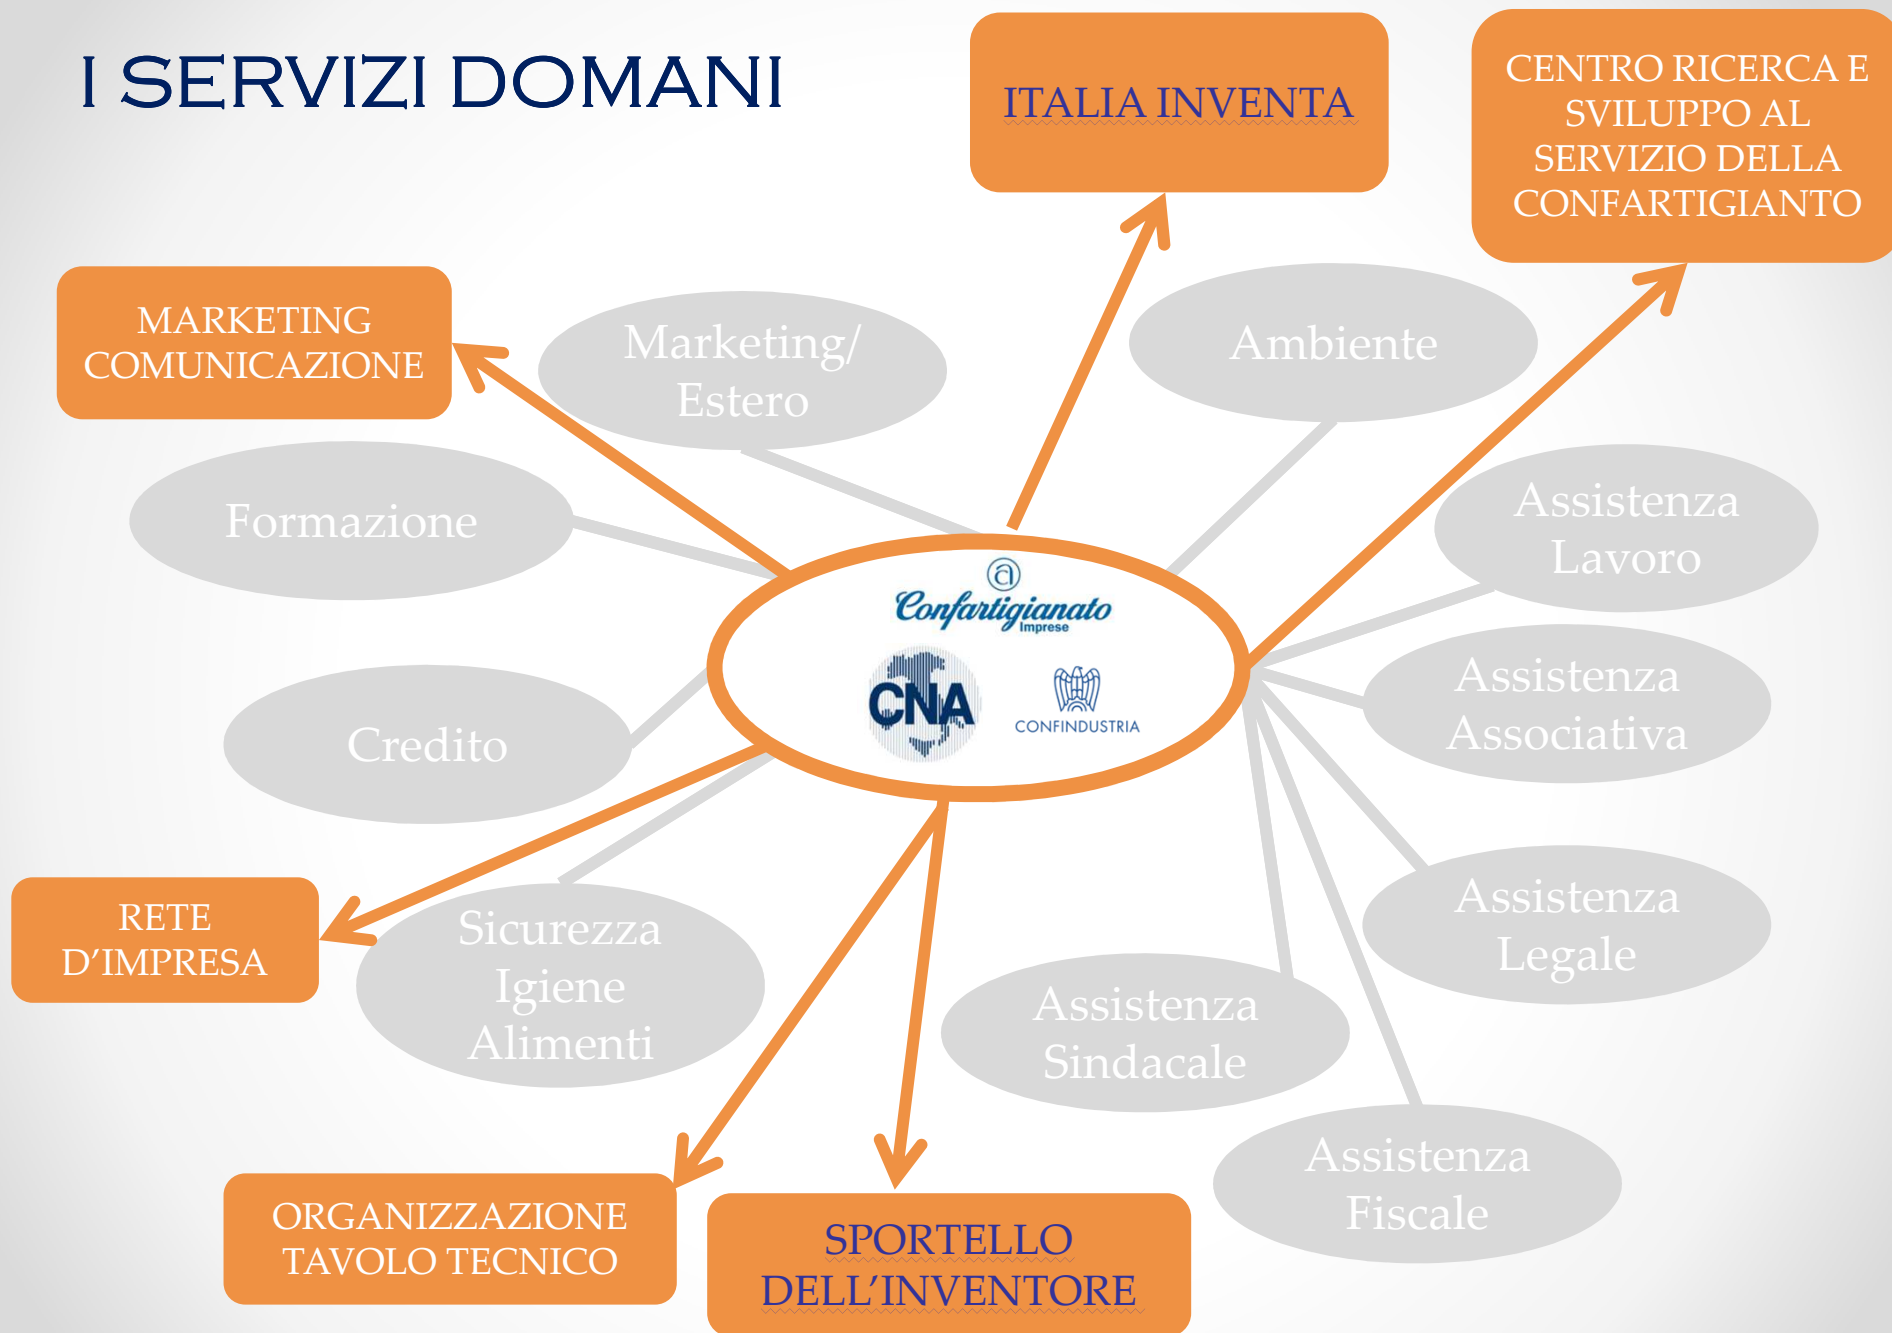 I SERVIZI DOMANI
ITALIA INVENTA
CENTRO RICERCA E
SVILUPPO AL
SERVIZIO DELLA
CONFARTIGIANTO
MARKETING
COMUNICAZIONE
Marketing/
Estero
Ambiente
Formazione
Assistenza
Lavoro
@
Confartigianato
Imprese
CNA
CONFINDUSTRIA
Assistenza
Associativa
Credito
RETE
D’IMPRESA
Sicurezza
Igiene
Alimenti
Assistenza
Legale
Assistenza
Sindacale
Assistenza
Fiscale
ORGANIZZAZIONE
TAVOLO TECNICO
SPORTELLO
DELL’INVENTORE